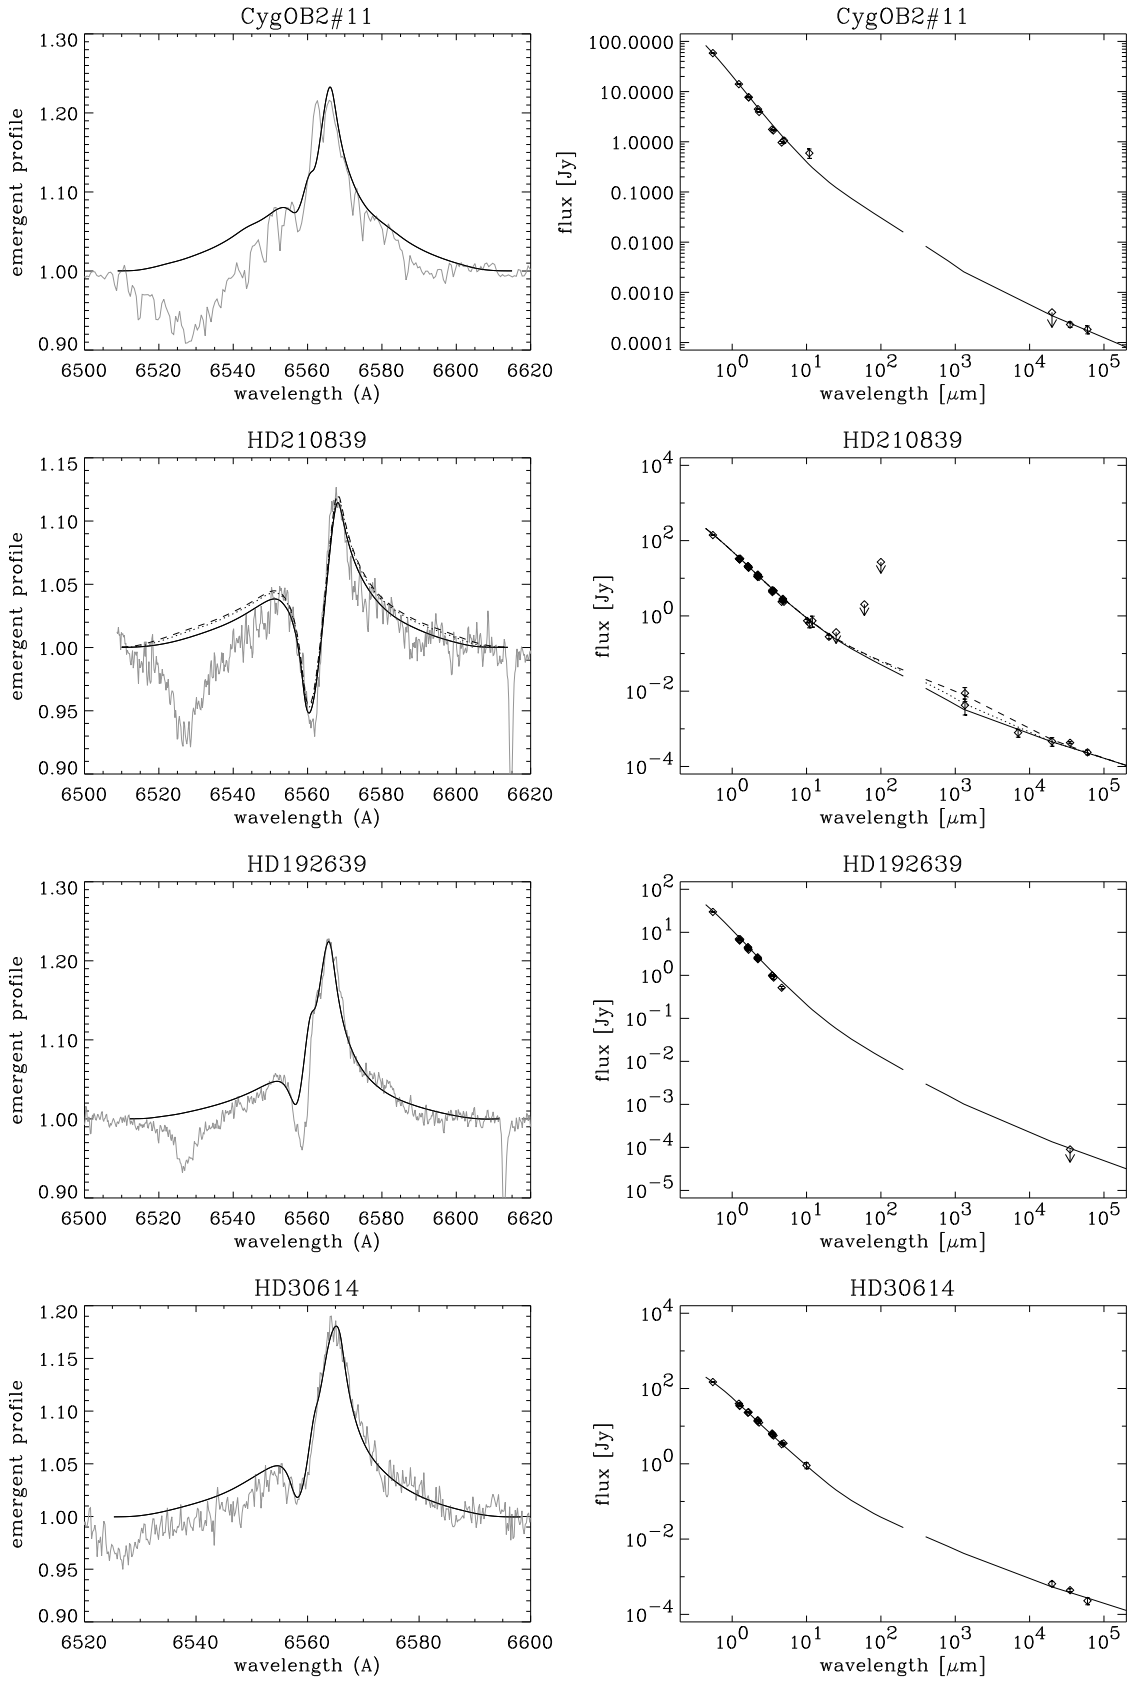 CygOB2#11
1.30
1.20
1.10
1.00
0.90
emergent profile
6500 6520 6540 6560 6580 6600 6620
wavelength (A)
CygOB2#11
100.0000
10.0000
1.0000
0.1000
0.0100
0.0010
0.0001
flux [Jy]
10^0 10^1 10^2 10^3 10^4 10^5
wavelength [μm]
HD210839
1.15
1.10
1.05
1.00
0.95
0.90
emergent profile
6500 6520 6540 6560 6580 6600 6620
wavelength (A)
HD210839
10^4
10^2
10^0
10^-2
10^-4
flux [Jy]
10^0 10^1 10^2 10^3 10^4 10^5
wavelength [μm]
HD192639
1.30
1.20
1.10
1.00
0.90
emergent profile
6500 6520 6540 6560 6580 6600 6620
wavelength (A)
HD192639
10^2
10^1
10^0
10^-1
10^-2
10^-3
10^-4
10^-5
flux [Jy]
10^0 10^1 10^2 10^3 10^4 10^5
wavelength [μm]
HD30614
1.20
1.15
1.10
1.05
1.00
0.95
0.90
emergent profile
6520 6540 6560 6580 6600
wavelength (A)
HD30614
10^4
10^2
10^0
10^-2
10^-4
flux [Jy]
10^0 10^1 10^2 10^3 10^4 10^5
wavelength [μm]